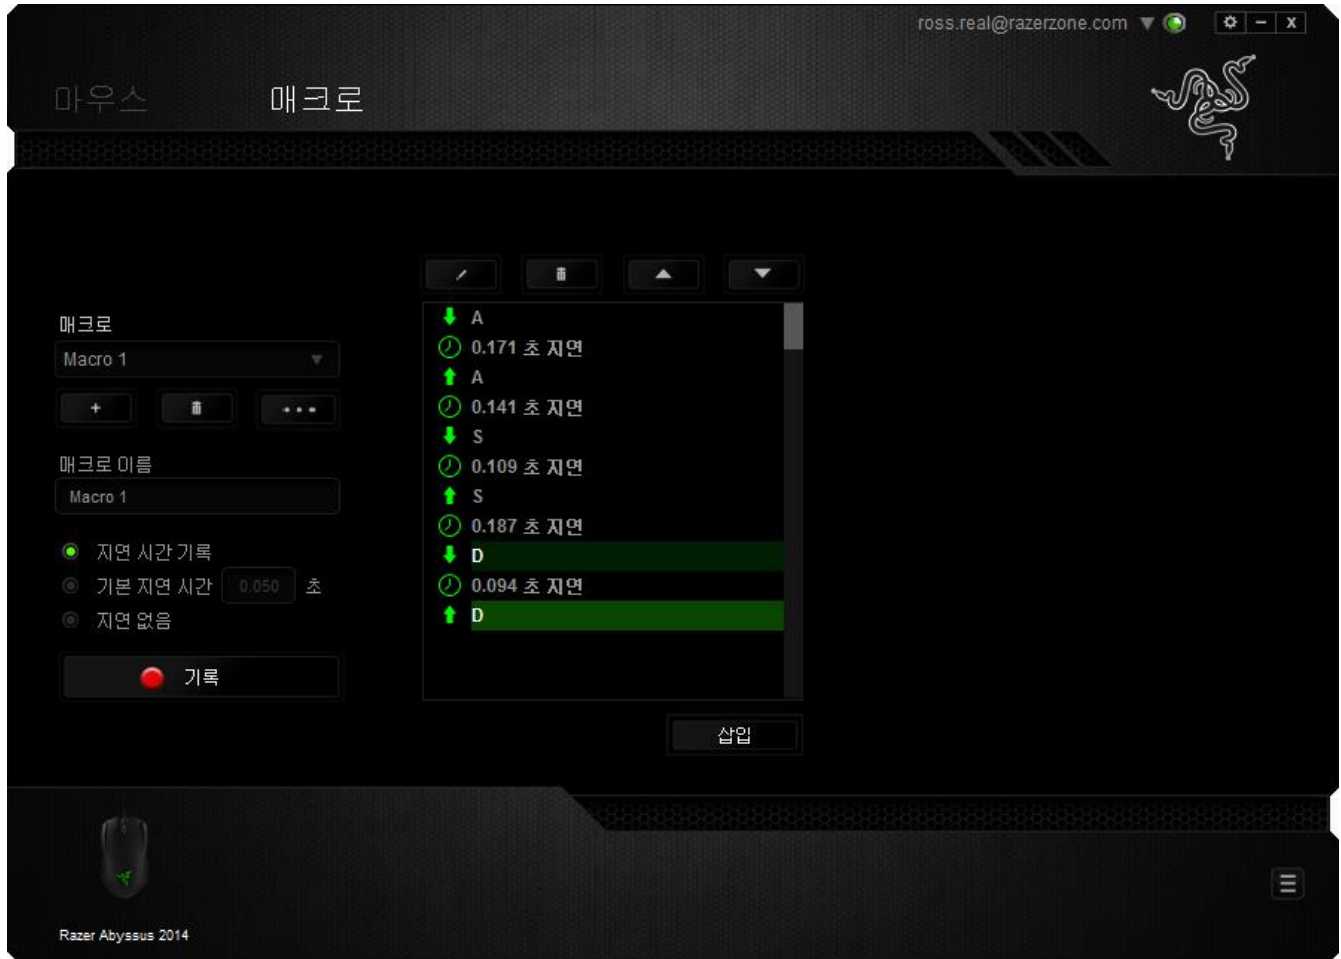 ross.real@razerzone.com
마우스 매크로
매크로
Macro 1
매크로 이름
Macro 1
지연 시간 기록
기본 지연 시간 0.050 초
지연 없음
기록
A
0.171 초 지연
A
0.141 초 지연
S
0.109 초 지연
S
0.187 초 지연
D
0.094 초 지연
D
삽입
Razer Abyssus 2014